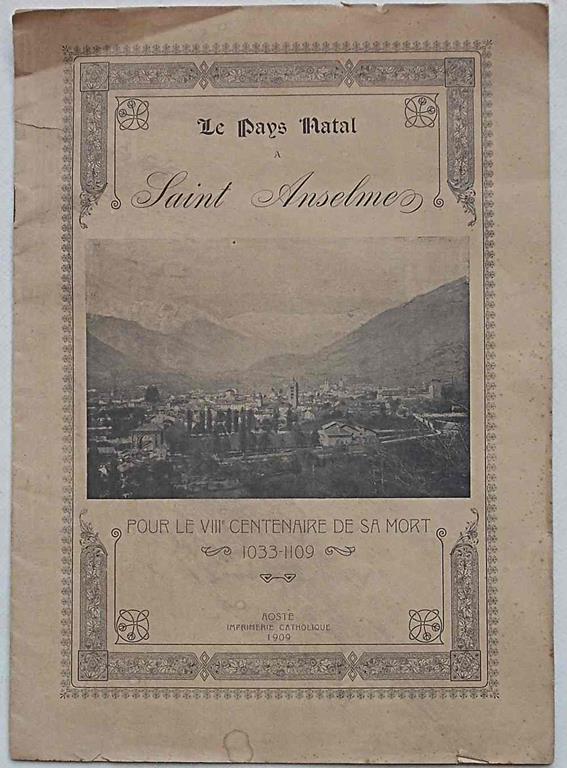 Le Pays Natal
A
Saint Anselme
POUR LE VIIIe CENTENAIRE DE SA MORT
1033-1109
AOSTE
IMPRIMERIE CATHOLIQUE
1909